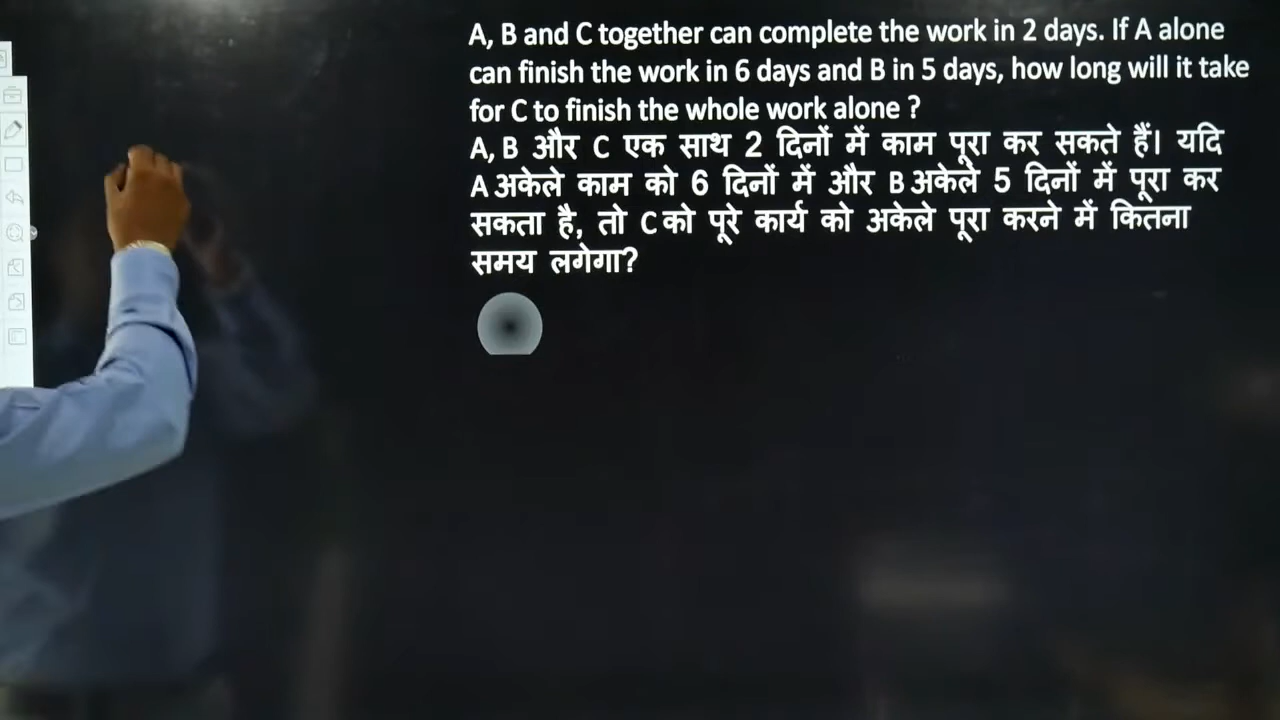 A, B and C together can complete the work in 2 days. If A alone
can finish the work in 6 days and B in 5 days, how long will it take
for C to finish the whole work alone ?
A, B और C एक साथ 2 दिनों में काम पूरा कर सकते हैं। यदि
A अकेले काम को 6 दिनों में और B अकेले 5 दिनों में पूरा कर
सकता है, तो C को पूरे कार्य को अकेले पूरा करने में कितना
समय लगेगा?